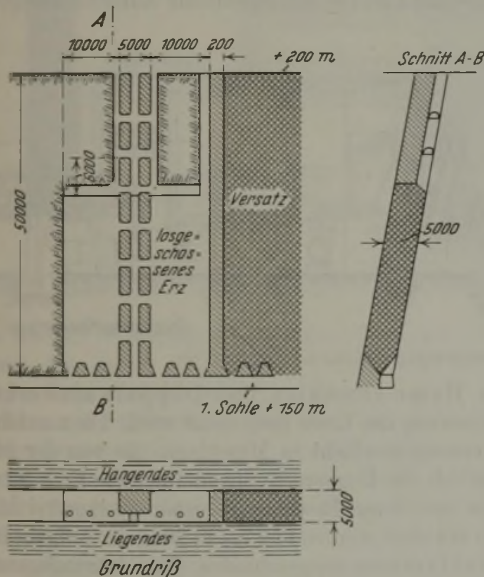 A
10000 5000 10000 200
+ 200 m
Schnitt A-B
6000
50000
Versatz
losge=
schos=
senes
Erz
5000
B
1. Sohle + 150 m
Hangendes
5000
Liegendes
Grundriß